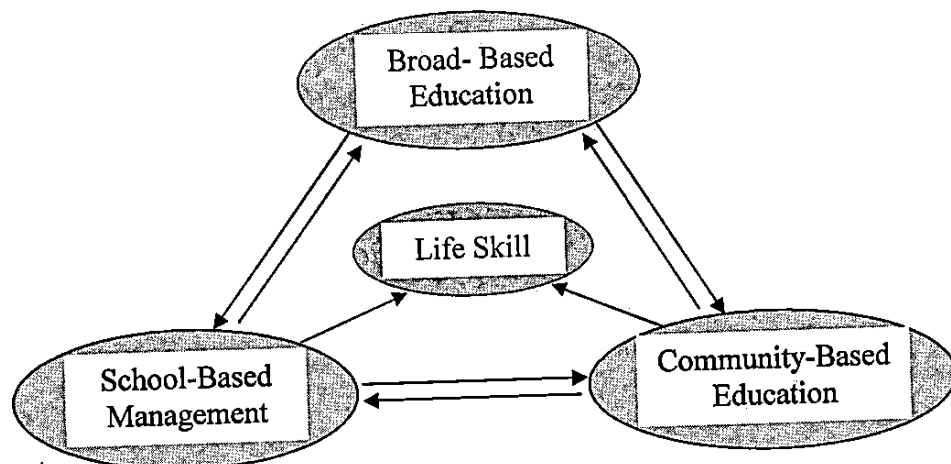 Broad- Based
Education
Life Skill
School-Based
Management
Community-Based
Education